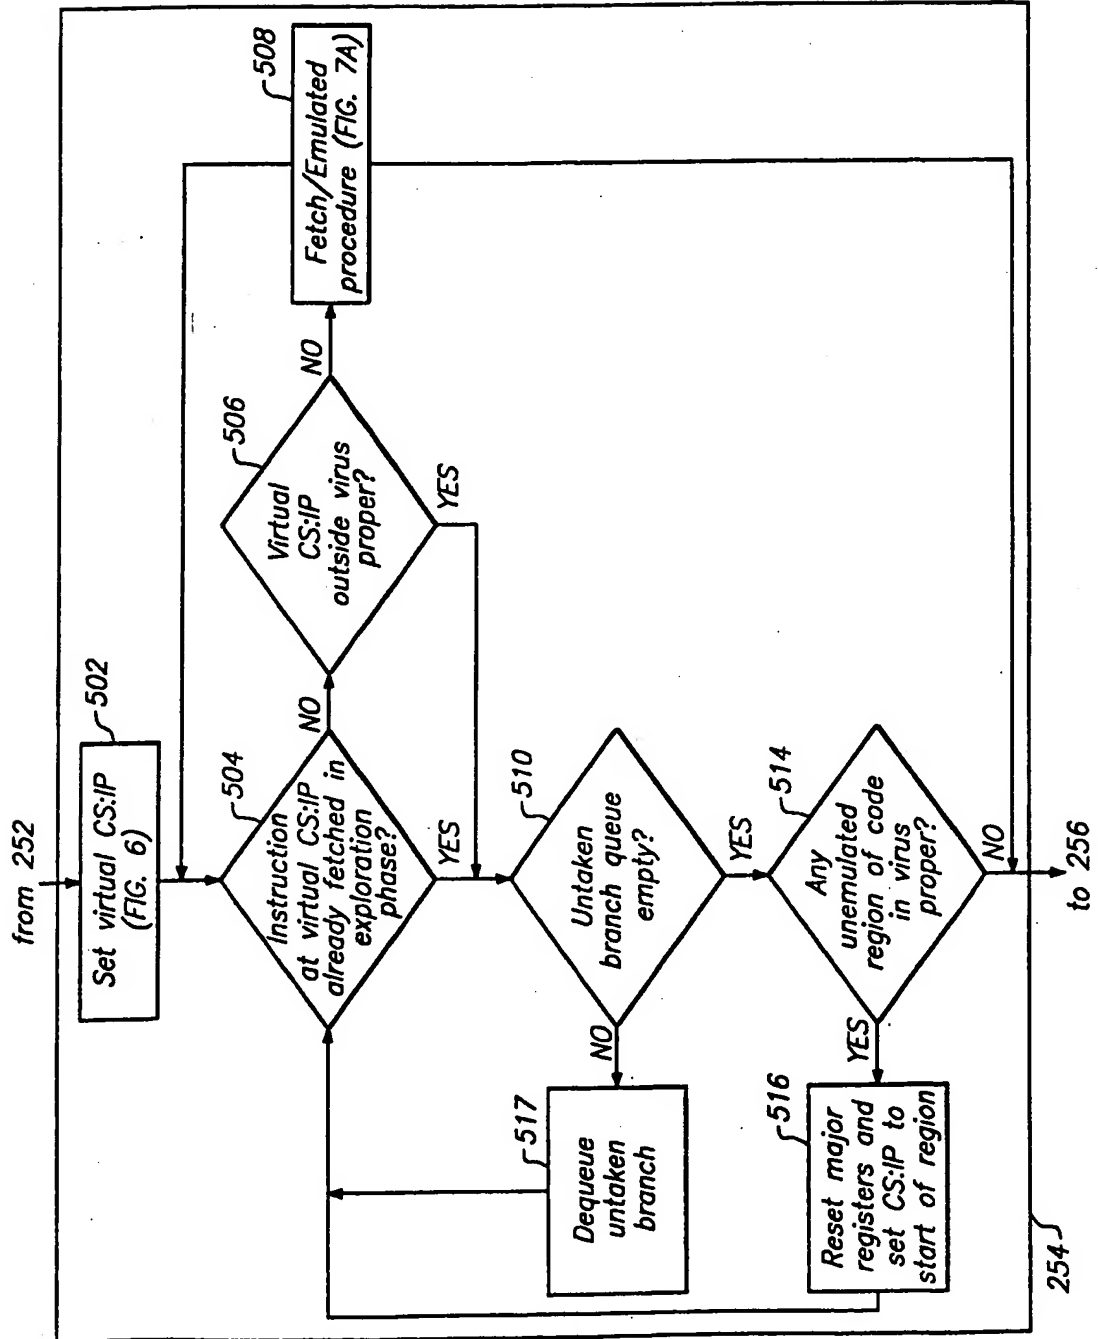 from 252
502
Set virtual CS:IP
(FIG. 6)
504
Instruction
at virtual CS:IP
already fetched in
exploration
phase?
NO
YES
506
Virtual
CS:IP
outside virus
proper?
NO
YES
508
Fetch/Emulated
procedure (FIG. 7A)
510
Untaken
branch queue
empty?
NO
YES
517
Dequeue
untaken
branch
514
Any
unemulated
region of code
in virus
proper?
YES
NO
516
Reset major
registers and
set CS:IP to
start of region
254
to 256